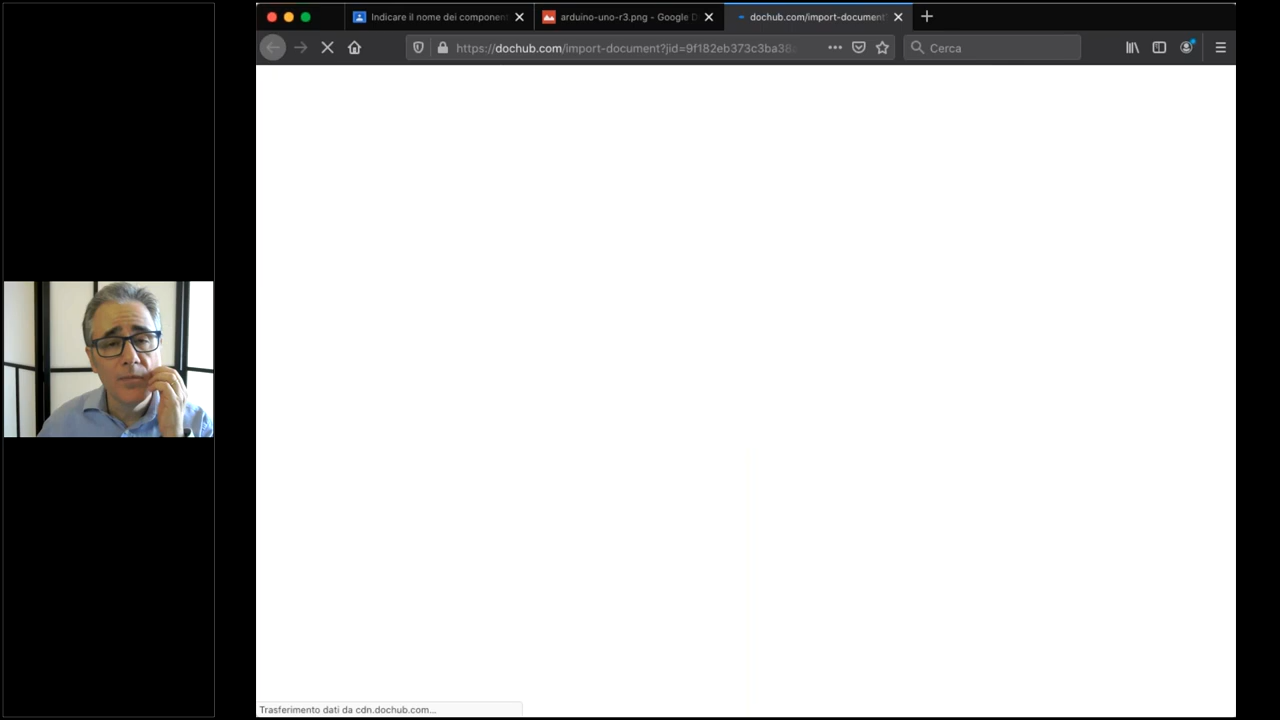 Indicare il nome dei componen
arduino-uno-r3.png - Google D
dochub.com/import-document?
https://dochub.com/import-document?jid=9f182eb373c3ba38
Cerca
Trasferimento dati da cdn.dochub.com...